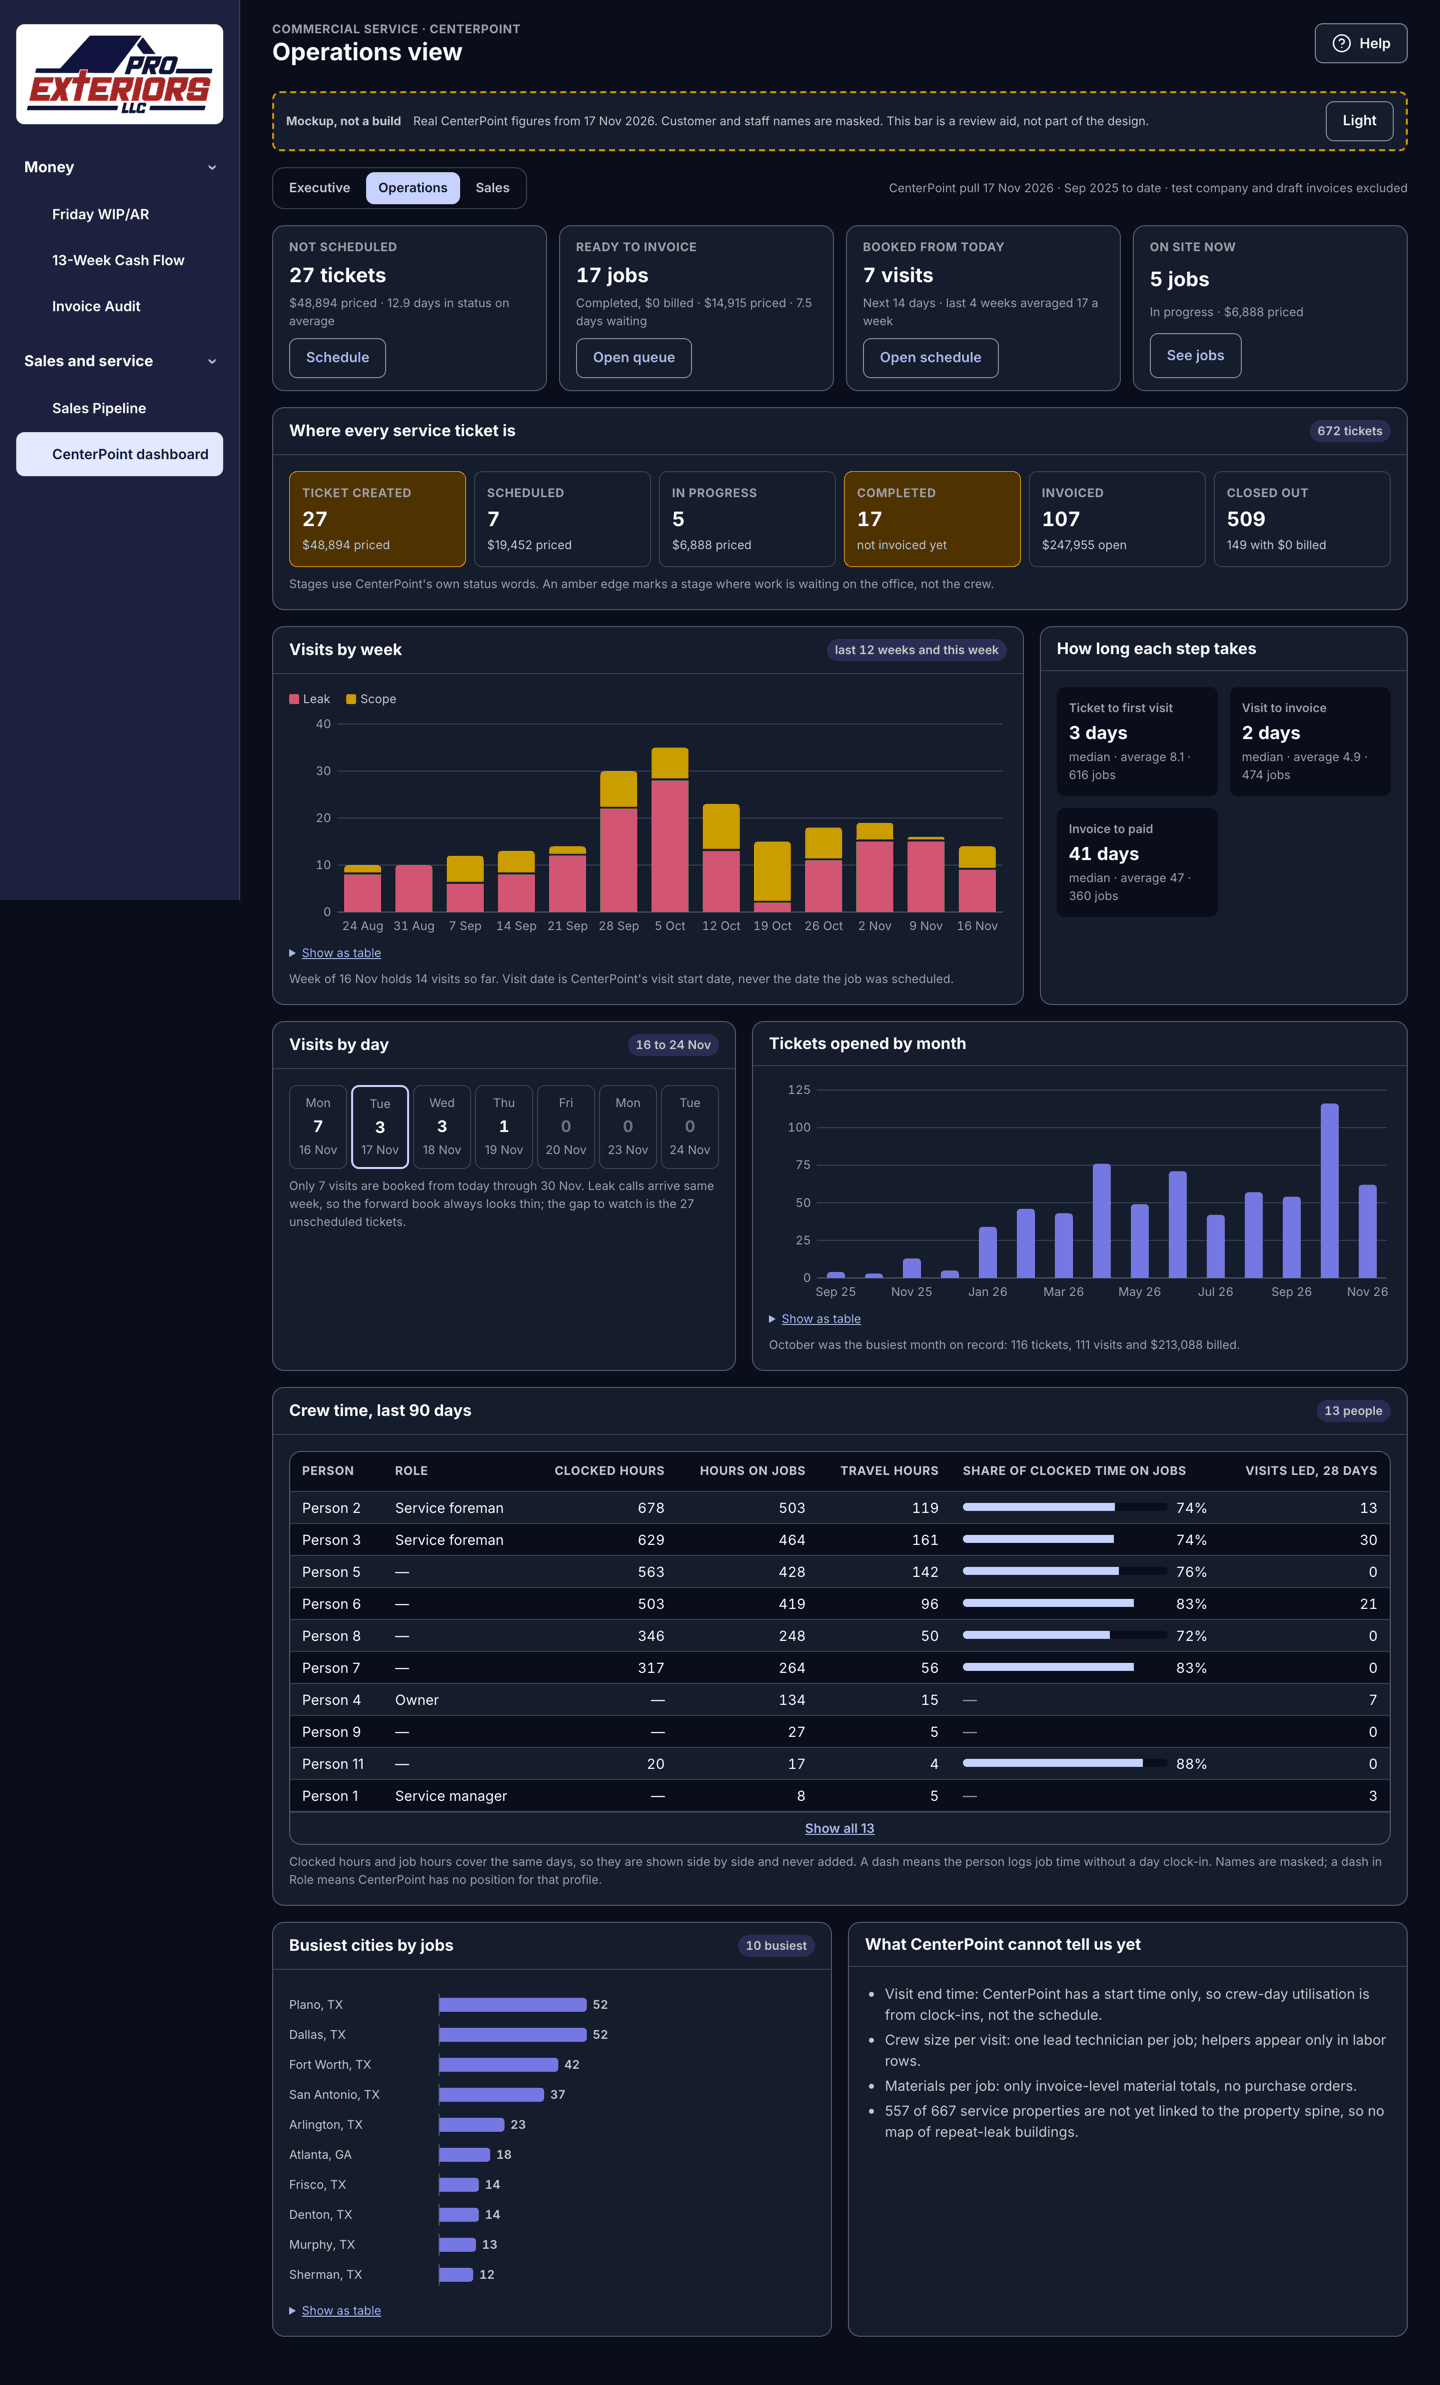 PRO
EXTERIORS
LLC
Money
Friday WIP/AR
13-Week Cash Flow
Invoice Audit
Sales and service
Sales Pipeline
CenterPoint dashboard
COMMERCIAL SERVICE · CENTERPOINT
Operations view
Help
Mockup, not a build Real CenterPoint figures from 17 Nov 2026. Customer and staff names are masked. This bar is a review aid, not part of the design.
Light
Executive Operations Sales
CenterPoint pull 17 Nov 2026 · Sep 2025 to date · test company and draft invoices excluded
NOT SCHEDULED
27 tickets
$48,894 priced · 12.9 days in status on
average
Schedule
READY TO INVOICE
17 jobs
Completed, $0 billed · $14,915 priced · 7.5
days waiting
Open queue
BOOKED FROM TODAY
7 visits
Next 14 days · last 4 weeks averaged 17 a
week
Open schedule
ON SITE NOW
5 jobs
In progress · $6,888 priced
See jobs
Where every service ticket is
672 tickets
TICKET CREATED
27
$48,894 priced
SCHEDULED
7
$19,452 priced
IN PROGRESS
5
$6,888 priced
COMPLETED
17
not invoiced yet
INVOICED
107
$247,955 open
CLOSED OUT
509
149 with $0 billed
Stages use CenterPoint's own status words. An amber edge marks a stage where work is waiting on the office, not the crew.
Visits by week
last 12 weeks and this week
Leak Scope
40
30
20
10
0
24 Aug 31 Aug 7 Sep 14 Sep 21 Sep 28 Sep 5 Oct 12 Oct 19 Oct 26 Oct 2 Nov 9 Nov 16 Nov
Show as table
Week of 16 Nov holds 14 visits so far. Visit date is CenterPoint's visit start date, never the date the job was scheduled.
How long each step takes
Ticket to first visit
3 days
median · average 8.1 ·
616 jobs
Visit to invoice
2 days
median · average 4.9 ·
474 jobs
Invoice to paid
41 days
median · average 47 ·
360 jobs
Visits by day
16 to 24 Nov
Mon
7
16 Nov
Tue
3
17 Nov
Wed
3
18 Nov
Thu
1
19 Nov
Fri
0
20 Nov
Mon
0
23 Nov
Tue
0
24 Nov
Only 7 visits are booked from today through 30 Nov. Leak calls arrive same
week, so the forward book always looks thin; the gap to watch is the 27
unscheduled tickets.
Tickets opened by month
125
100
75
50
25
0
Sep 25 Nov 25 Jan 26 Mar 26 May 26 Jul 26 Sep 26 Nov 26
Show as table
October was the busiest month on record: 116 tickets, 111 visits and $213,088 billed.
Crew time, last 90 days
13 people
PERSON ROLE CLOCKED HOURS HOURS ON JOBS TRAVEL HOURS SHARE OF CLOCKED TIME ON JOBS VISITS LED, 28 DAYS
Person 2 Service foreman 678 503 119 74% 13
Person 3 Service foreman 629 464 161 74% 30
Person 5 — 563 428 142 76% 0
Person 6 — 503 419 96 83% 21
Person 8 — 346 248 50 72% 0
Person 7 — 317 264 56 83% 0
Person 4 Owner — 134 15 — 7
Person 9 — — 27 5 — 0
Person 11 — 20 17 4 88% 0
Person 1 Service manager — 8 5 — 3
Show all 13
Clocked hours and job hours cover the same days, so they are shown side by side and never added. A dash means the person logs job time without a day clock-in. Names are masked; a dash in
Role means CenterPoint has no position for that profile.
Busiest cities by jobs
10 busiest
Plano, TX 52
Dallas, TX 52
Fort Worth, TX 42
San Antonio, TX 37
Arlington, TX 23
Atlanta, GA 18
Frisco, TX 14
Denton, TX 14
Murphy, TX 13
Sherman, TX 12
Show as table
What CenterPoint cannot tell us yet
• Visit end time: CenterPoint has a start time only, so crew-day utilisation is
from clock-ins, not the schedule.
• Crew size per visit: one lead technician per job; helpers appear only in labor
rows.
• Materials per job: only invoice-level material totals, no purchase orders.
• 557 of 667 service properties are not yet linked to the property spine, so no
map of repeat-leak buildings.